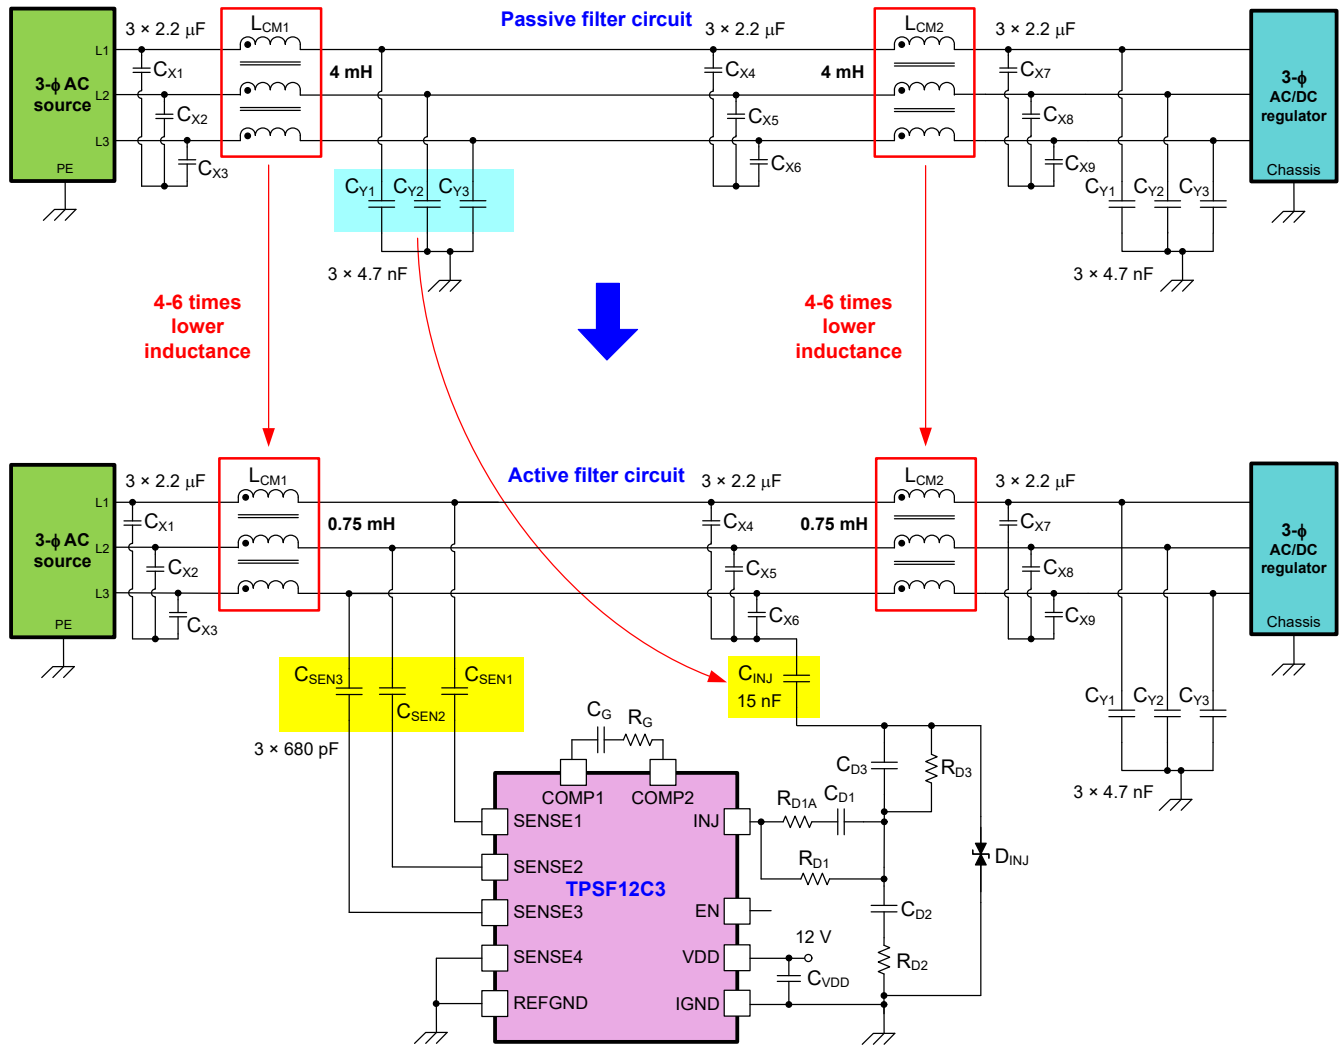 Passive filter circuit
3 × 2.2 μF
LCM1
3 × 2.2 μF
LCM2
3 × 2.2 μF
L1
CX1
4 mH
CX4
4 mH
CX7
3-ϕ AC
source
L2
CX2
CX5
CX8
3-ϕ
AC/DC
regulator
L3
CX3
CX6
CX9
PE
Chassis
CY1
CY2
CY3
CY1
CY2
CY3
3 × 4.7 nF
3 × 4.7 nF
4-6 times
lower
inductance
4-6 times
lower
inductance
Active filter circuit
3 × 2.2 μF
LCM1
3 × 2.2 μF
LCM2
3 × 2.2 μF
L1
CX1
0.75 mH
CX4
0.75 mH
CX7
3-ϕ AC
source
L2
CX2
CX5
CX8
3-ϕ
AC/DC
regulator
L3
CX3
CX6
CX9
PE
Chassis
CSEN3
CSEN2
CSEN1
CINJ
15 nF
CY1
CY2
CY3
3 × 680 pF
CG
RG
CD3
RD3
3 × 4.7 nF
COMP1
COMP2
RD1A
CD1
SENSE1
INJ
RD1
DINJ
SENSE2
TPSF12C3
SENSE3
EN
CD2
12 V
SENSE4
VDD
CVDD
RD2
REFGND
IGND